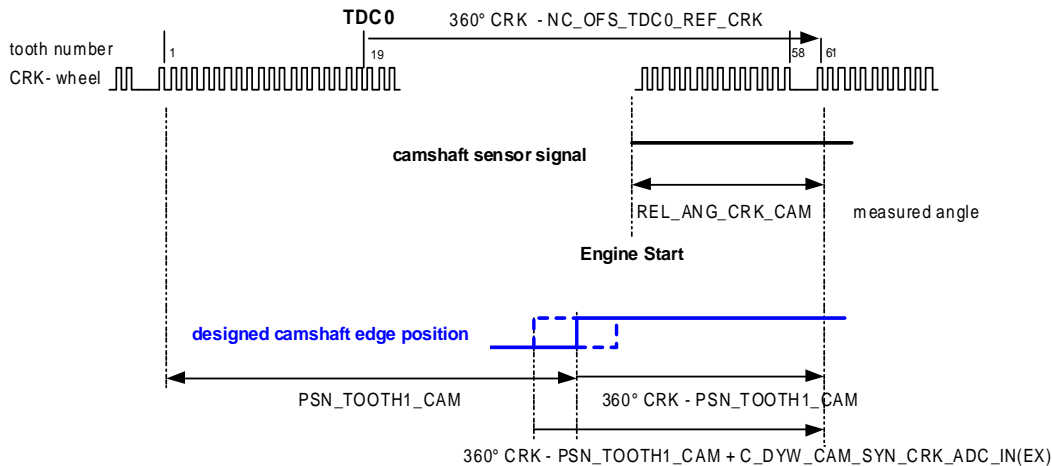 TDC0
360° CRK - NC_OFS_TDC0_REF_CRK
tooth number
1
19
58
61
CRK- wheel
camshaft sensor signal
REL_ANG_CRK_CAM
measured angle
Engine Start
designed camshaft edge position
PSN_TOOTH1_CAM
360° CRK - PSN_TOOTH1_CAM
360° CRK - PSN_TOOTH1_CAM + C_DYW_CAM_SYN_CRK_ADC_IN(EX)